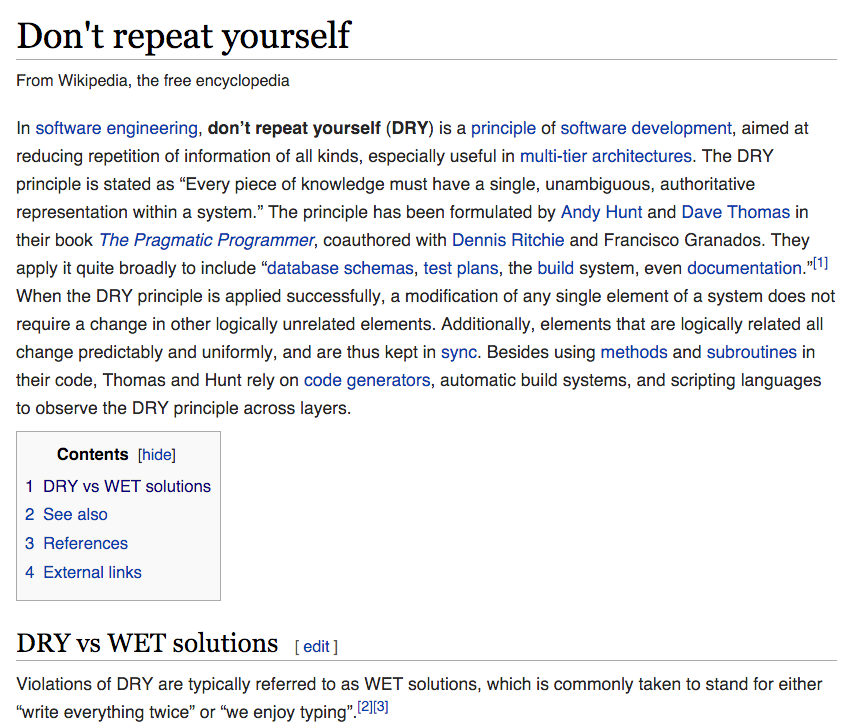 Don't repeat yourself
From Wikipedia, the free encyclopedia
In software engineering, don’t repeat yourself (DRY) is a principle of software development, aimed at
reducing repetition of information of all kinds, especially useful in multi-tier architectures. The DRY
principle is stated as “Every piece of knowledge must have a single, unambiguous, authoritative
representation within a system.” The principle has been formulated by Andy Hunt and Dave Thomas in
their book The Pragmatic Programmer, coauthored with Dennis Ritchie and Francisco Granados. They
apply it quite broadly to include “database schemas, test plans, the build system, even documentation.”[1]
When the DRY principle is applied successfully, a modification of any single element of a system does not
require a change in other logically unrelated elements. Additionally, elements that are logically related all
change predictably and uniformly, and are thus kept in sync. Besides using methods and subroutines in
their code, Thomas and Hunt rely on code generators, automatic build systems, and scripting languages
to observe the DRY principle across layers.
Contents [hide]
1 DRY vs WET solutions
2 See also
3 References
4 External links
DRY vs WET solutions [ edit ]
Violations of DRY are typically referred to as WET solutions, which is commonly taken to stand for either
“write everything twice” or “we enjoy typing”.[2][3]